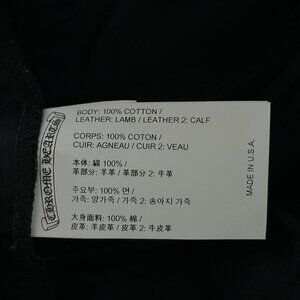 BODY: 100% COTTON /
LEATHER: LAMB / LEATHER 2: CALF
CORPS: 100% COTON /
CUIR: AGNEAU / CUIR 2: VEAU
本体: 綿 100% /
革部分: 羊革 / 革部分 2: 牛革
주요부: 100% 면 /
가죽: 양가죽 / 가죽 2: 송아지 가죽
大身面料: 100% 棉 /
皮革: 羊皮革 / 皮革 2: 牛皮革
MADE IN U.S.A.
CHROME HEARTS